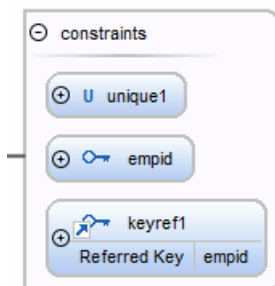 constraints
U unique1
empid
keyref1
Referred Key empid